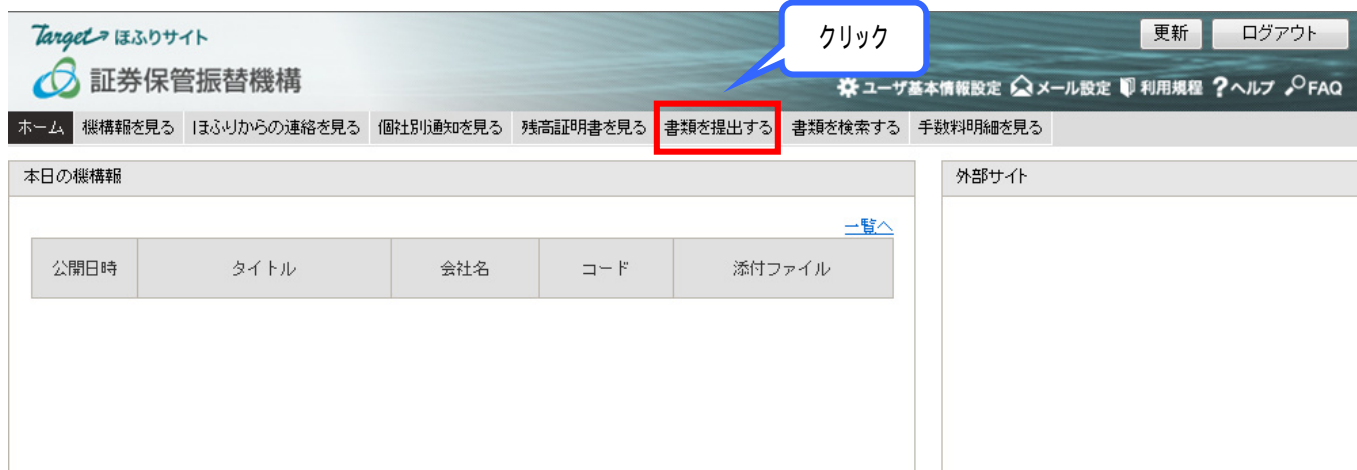 Target ほふりサイト
クリック
更新 ログアウト
証券保管振替機構
ユーザ基本情報設定 メール設定 利用規程 ?ヘルプ FAQ
ホーム 機構報を見る ほふりからの連絡を見る 個社別通知を見る 残高証明書を見る 書類を提出する 書類を検索する 手数料明細を見る
本日の機構報
外部サイト
一覧へ
公開日時 タイトル 会社名 コード 添付ファイル